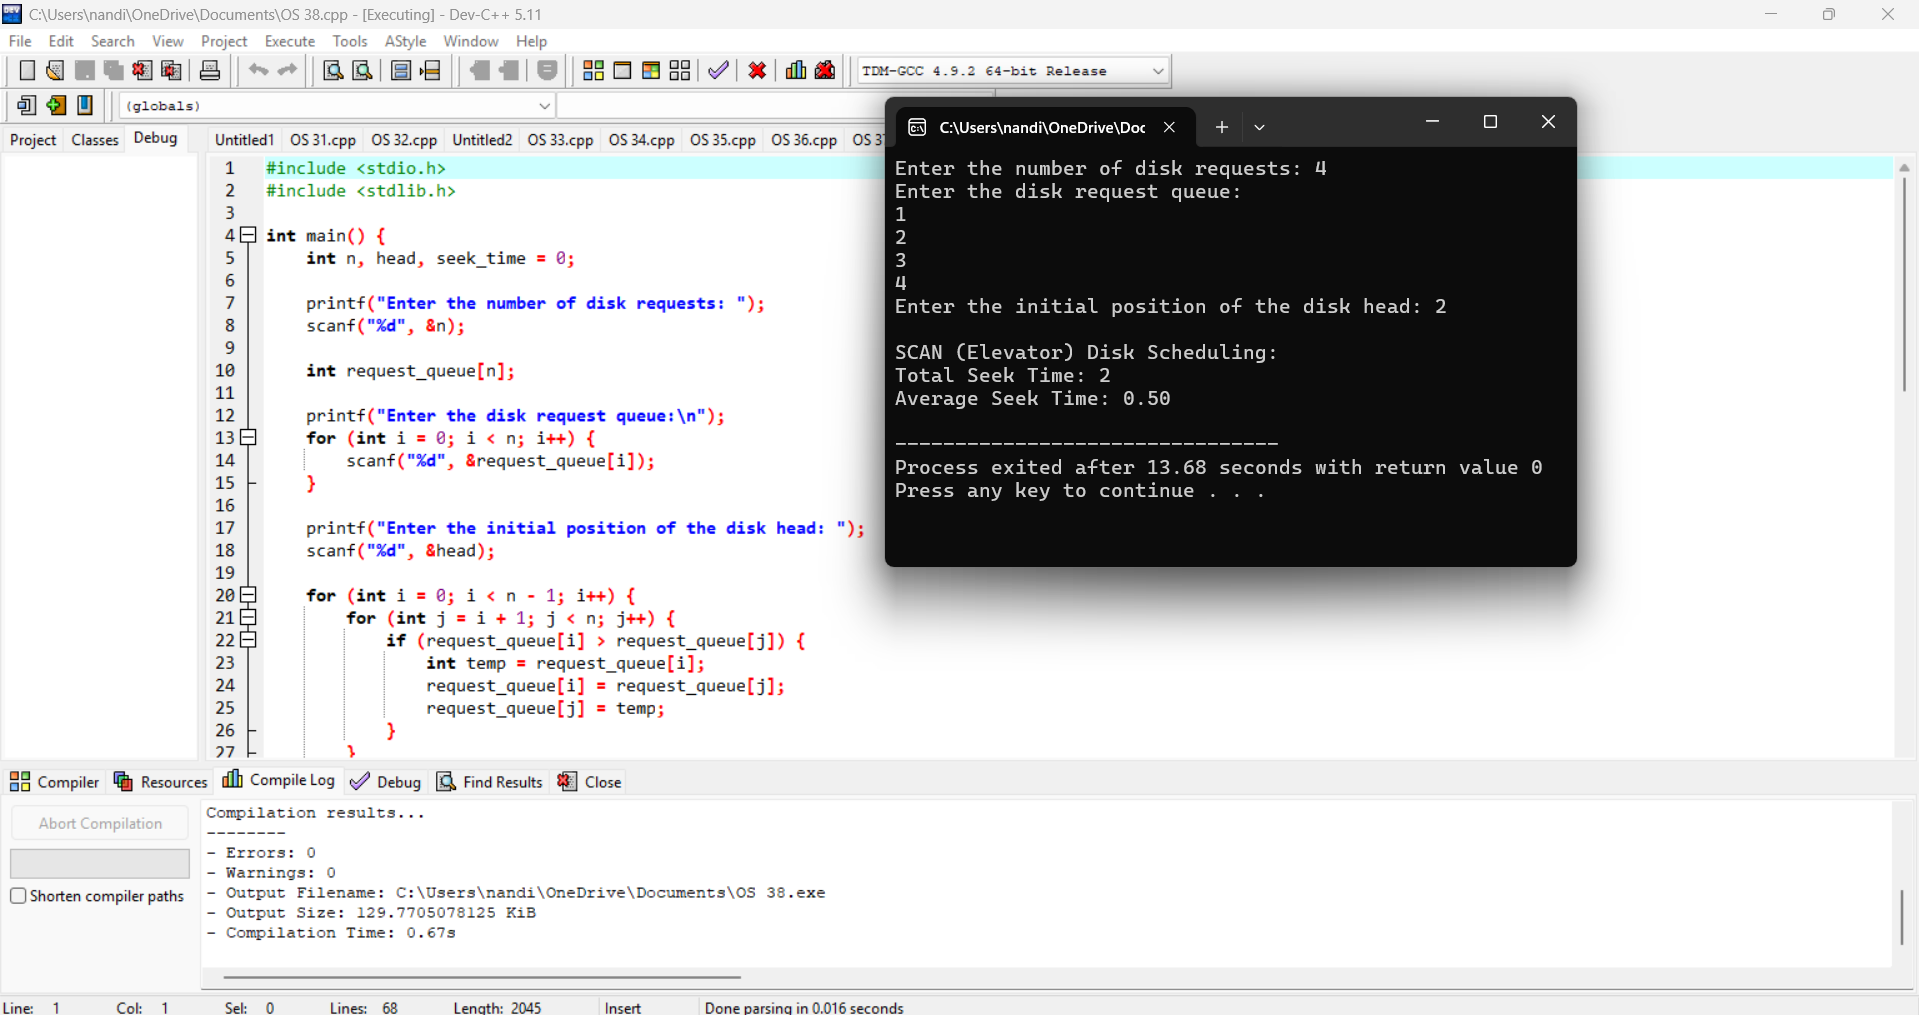 C:\Users\nandi\OneDrive\Documents\OS 38.cpp - [Executing] - Dev-C++ 5.11
File Edit Search View Project Execute Tools AStyle Window Help
TDM-GCC 4.9.2 64-bit Release
(globals)
Project Classes Debug
Untitled1 OS 31.cpp OS 32.cpp Untitled2 OS 33.cpp OS 34.cpp OS 35.cpp OS 36.cpp OS 3
1 #include <stdio.h>
2 #include <stdlib.h>
3
4 int main() {
5 int n, head, seek_time = 0;
6
7 printf("Enter the number of disk requests: ");
8 scanf("%d", &n);
9
10 int request_queue[n];
11
12 printf("Enter the disk request queue:\n");
13 for (int i = 0; i < n; i++) {
14 scanf("%d", &request_queue[i]);
15 }
16
17 printf("Enter the initial position of the disk head: ");
18 scanf("%d", &head);
19
20 for (int i = 0; i < n - 1; i++) {
21 for (int j = i + 1; j < n; j++) {
22 if (request_queue[i] > request_queue[j]) {
23 int temp = request_queue[i];
24 request_queue[i] = request_queue[j];
25 request_queue[j] = temp;
26 }
27 }
C:\Users\nandi\OneDrive\Doc
Enter the number of disk requests: 4
Enter the disk request queue:
1
2
3
4
Enter the initial position of the disk head: 2
SCAN (Elevator) Disk Scheduling:
Total Seek Time: 2
Average Seek Time: 0.50
--------------------------------
Process exited after 13.68 seconds with return value 0
Press any key to continue . . .
Compiler Resources Compile Log Debug Find Results Close
Abort Compilation
Shorten compiler paths
Compilation results...
--------
- Errors: 0
- Warnings: 0
- Output Filename: C:\Users\nandi\OneDrive\Documents\OS 38.exe
- Output Size: 129.7705078125 KiB
- Compilation Time: 0.67s
Line: 1 Col: 1 Sel: 0 Lines: 68 Length: 2045 Insert Done parsing in 0.016 seconds